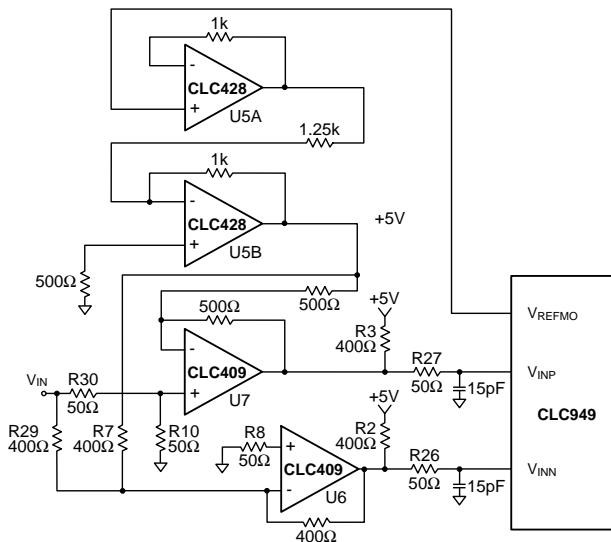 1k
-
CLC428
+
U5A
1.25k
1k
-
CLC428
+
U5B
+5V
500Ω
500Ω
500Ω
+5V
R3
400Ω
VREFMO
-
CLC409
+
U7
R27
50Ω
15pF
VINP
CLC949
VIN
R30
50Ω
R29
400Ω
R7
400Ω
R10
50Ω
R8
50Ω
+
CLC409
-
U6
+5V
R2
400Ω
R26
50Ω
15pF
VINN
400Ω